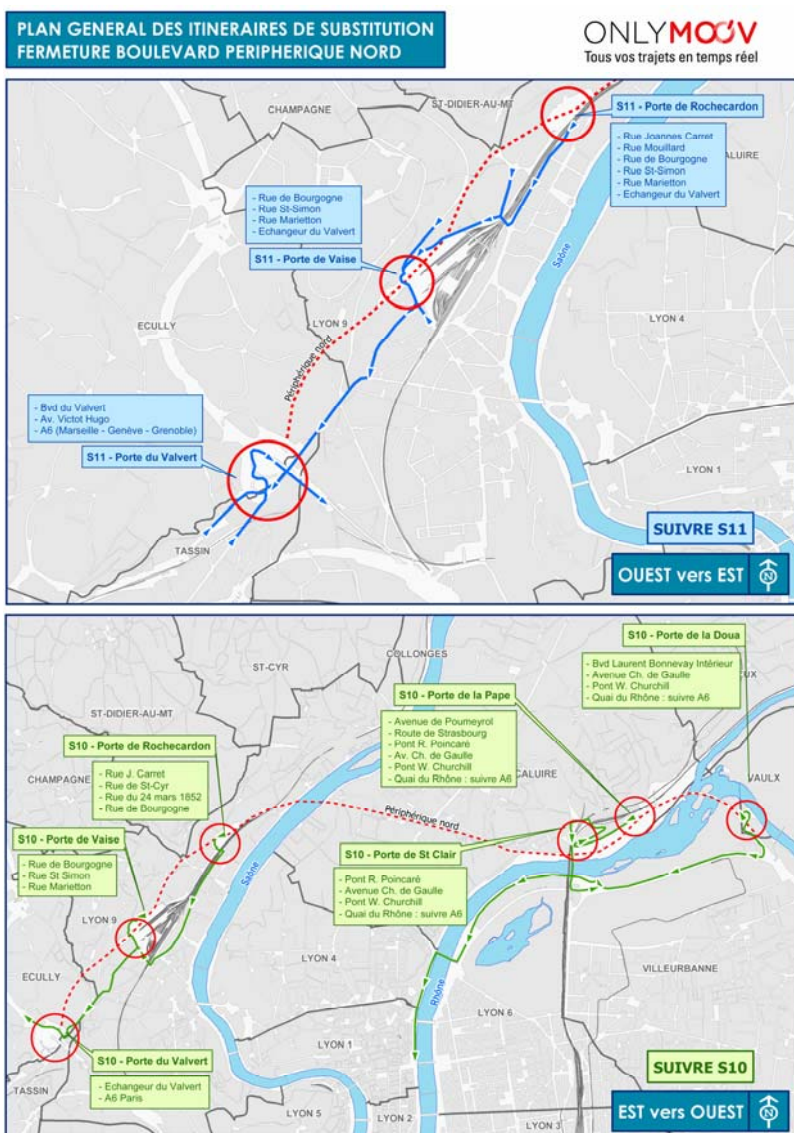 PLAN GENERAL DES ITINERAIRES DE SUBSTITUTION
FERMETURE BOULEVARD PERIPHERIQUE NORD
ONLYMOOV
Tous vos trajets en temps réel
CHAMPAGNE
ST-DIDIER-AU-MT
S11 - Porte de Rochecardon
- Rue Joannes Carret
- Rue Mouillard
- Rue de Bourgogne
- Rue St-Simon
- Rue Marietton
- Echangeur du Valvert
ALUIRE
- Rue de Bourgogne
- Rue St-Simon
- Rue Marietton
- Echangeur du Valvert
S11 - Porte de Vaise
Saône
ECULLY
LYON 9
LYON 4
Périphérique nord
- Bvd du Valvert
- Av. Victot Hugo
- A6 (Marseille - Genève - Grenoble)
S11 - Porte du Valvert
LYON 1
TASSIN
SUIVRE S11
OUEST vers EST
N
S10 - Porte de la Doua
- Bvd Laurent Bonnevay Intérieur
- Avenue Ch. de Gaulle
- Pont W. Churchill
- Quai du Rhône : suivre A6
UX
COLLONGES
ST-CYR
S10 - Porte de la Pape
- Avenue de Poumeyrol
- Route de Strasbourg
- Pont R. Poincaré
- Av. Ch. de Gaulle
- Pont W. Churchill
- Quai du Rhône : suivre A6
ST-DIDIER-AU-MT
S10 - Porte de Rochecardon
- Rue J. Carret
- Rue de St-Cyr
- Rue du 24 mars 1852
- Rue de Bourgogne
CHAMPAGNE
CALUIRE
VAULX
Périphérique nord
S10 - Porte de Vaise
- Rue de Bourgogne
- Rue St Simon
- Rue Marietton
S10 - Porte de St Clair
- Pont R. Poincaré
- Avenue Ch. de Gaulle
- Pont W. Churchill
- Quai du Rhône : suivre A6
Saône
LYON 9
LYON 4
ECULLY
VILLEURBANNE
Rhône
LYON 6
LYON 1
S10 - Porte du Valvert
- Echangeur du Valvert
- A6 Paris
TASSIN
SUIVRE S10
LYON 5
LYON 2
LYON 3
EST vers OUEST
N